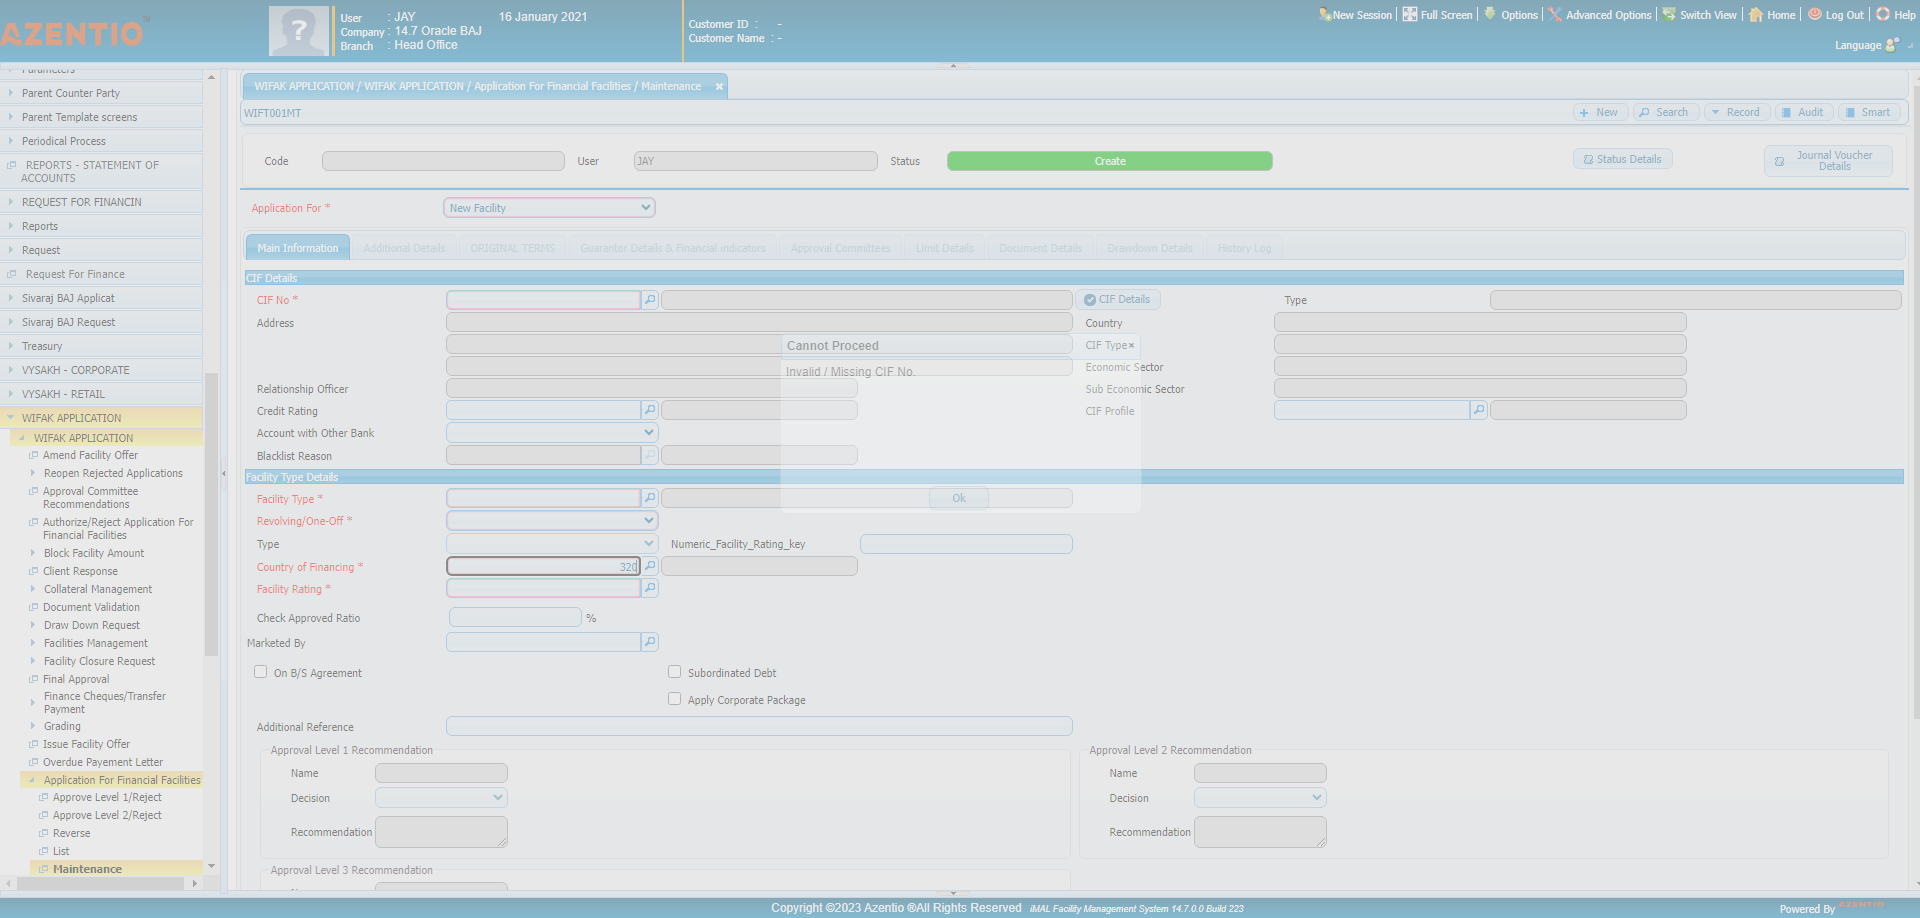 AZENTIO™
User : JAY
16 January 2021
Company : 14.7 Oracle BAJ
Branch : Head Office
Customer ID : -
Customer Name : -
New Session
Full Screen
Options
Advanced Options
Switch View
Home
Log Out
Help
Language
Parameters
Parent Counter Party
Parent Template screens
Periodical Process
REPORTS - STATEMENT OF
ACCOUNTS
REQUEST FOR FINANCIN
Reports
Request
Request For Finance
Sivaraj BAJ Applicat
Sivaraj BAJ Request
Treasury
VYSAKH - CORPORATE
VYSAKH - RETAIL
WIFAK APPLICATION
WIFAK APPLICATION
Amend Facility Offer
Reopen Rejected Applications
Approval Committee
Recommendations
Authorize/Reject Application For
Financial Facilities
Block Facility Amount
Client Response
Collateral Management
Document Validation
Draw Down Request
Facilities Management
Facility Closure Request
Final Approval
Finance Cheques/Transfer
Payment
Grading
Issue Facility Offer
Overdue Payement Letter
Application For Financial Facilities
Approve Level 1/Reject
Approve Level 2/Reject
Reverse
List
Maintenance
WIFAK APPLICATION / WIFAK APPLICATION / Application For Financial Facilities / Maintenance ×
WIFT001MT
New
Search
Record
Audit
Smart
Code
User
JAY
Status
Create
Status Details
Journal Voucher
Details
Application For *
New Facility
Main Information
Additional Details
ORIGINAL TERMS
Guarantor Details & Financial indicators
Approval Committees
Limit Details
Document Details
Drawdown Details
History Log
CIF Details
CIF No *
CIF Details
Type
Address
Country
Cannot Proceed
CIF Type
×
Invalid / Missing CIF No.
Economic Sector
Relationship Officer
Sub Economic Sector
Credit Rating
CIF Profile
Account with Other Bank
Blacklist Reason
Facility Type Details
Facility Type *
Ok
Revolving/One-Off *
Type
Numeric_Facility_Rating_key
Country of Financing *
320
Facility Rating *
Check Approved Ratio
%
Marketed By
On B/S Agreement
Subordinated Debt
Apply Corporate Package
Additional Reference
Approval Level 1 Recommendation
Name
Decision
Recommendation
Approval Level 2 Recommendation
Name
Decision
Recommendation
Approval Level 3 Recommendation
Copyright ©2023 Azentio ®All Rights Reserved
iMAL Facility Management System 14.7.0.0 Build 223
Powered By AZENTIO